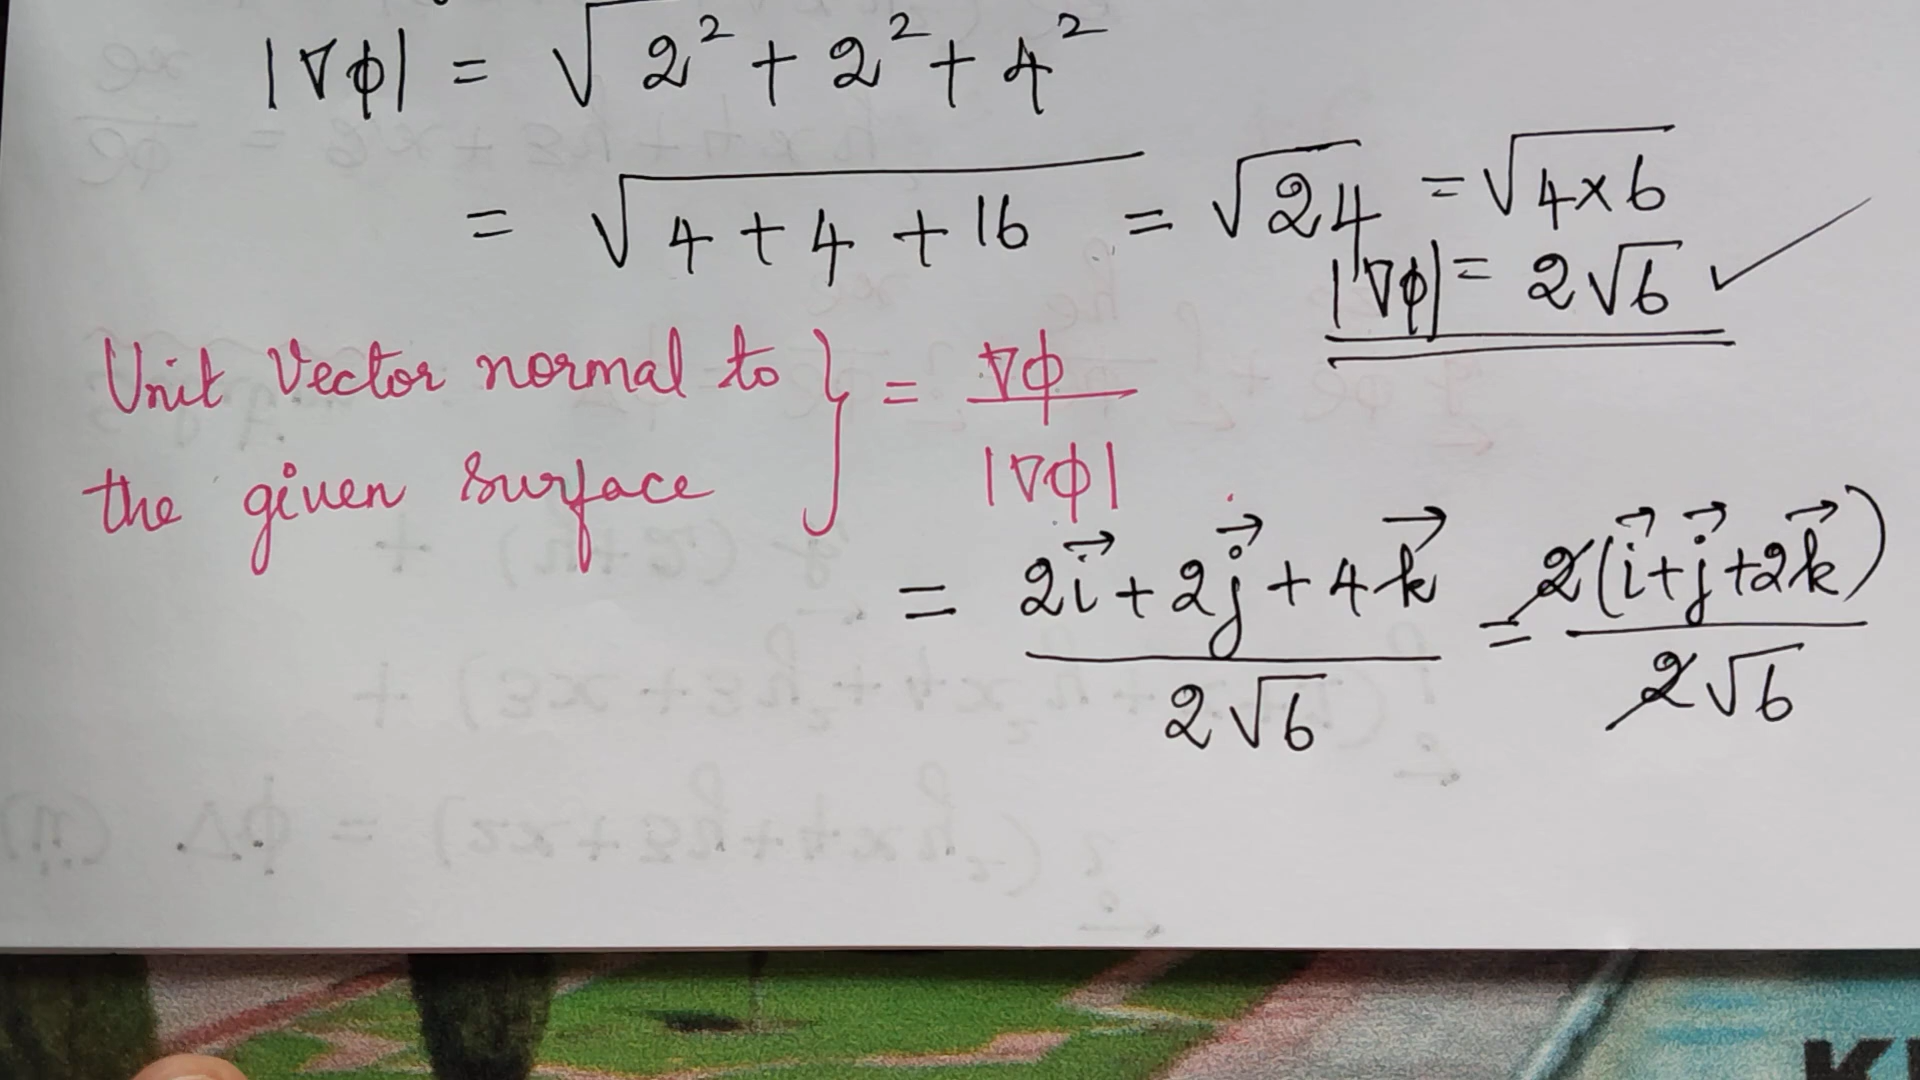 |∇φ| = √2² + 2² + 4²
= √4 + 4 + 16 = √24 = √4×6
|∇φ| = 2√6 ✓
Unit Vector normal to } = ∇φ
the given surface |∇φ|
= 2i⃗ + 2j⃗ + 4k⃗ = 2(i⃗+j⃗+2k⃗)
2√6 2√6